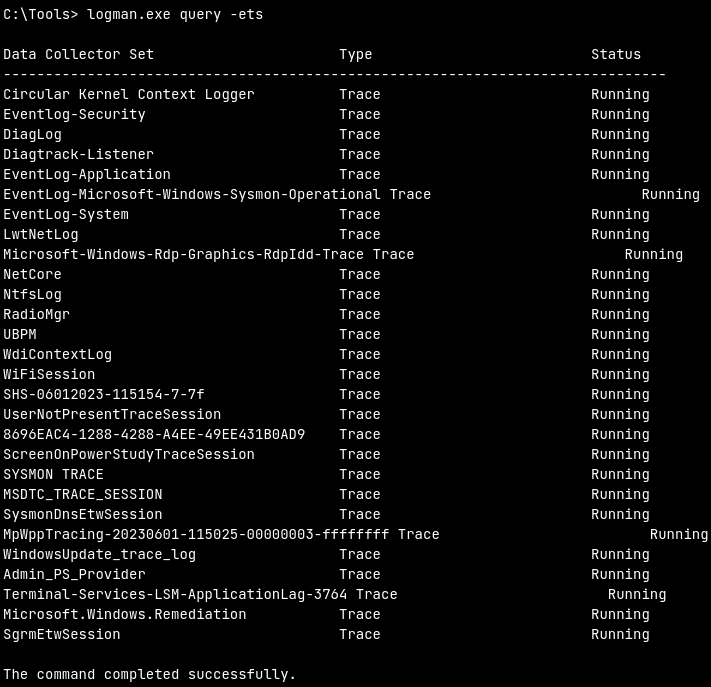 C:\Tools> logman.exe query -ets
Data Collector Set                      Type                          Status
-------------------------------------------------------------------------------
Circular Kernel Context Logger          Trace                         Running
Eventlog-Security                       Trace                         Running
DiagLog                                 Trace                         Running
Diagtrack-Listener                      Trace                         Running
EventLog-Application                    Trace                         Running
EventLog-Microsoft-Windows-Sysmon-Operational Trace                         Running
EventLog-System                         Trace                         Running
LwtNetLog                               Trace                         Running
Microsoft-Windows-Rdp-Graphics-RdpIdd-Trace Trace                         Running
NetCore                                 Trace                         Running
NtfsLog                                 Trace                         Running
RadioMgr                                Trace                         Running
UBPM                                    Trace                         Running
WdiContextLog                           Trace                         Running
WiFiSession                             Trace                         Running
SHS-06012023-115154-7-7f                Trace                         Running
UserNotPresentTraceSession              Trace                         Running
8696EAC4-1288-4288-A4EE-49EE431B0AD9    Trace                         Running
ScreenOnPowerStudyTraceSession          Trace                         Running
SYSMON TRACE                            Trace                         Running
MSDTC_TRACE_SESSION                     Trace                         Running
SysmonDnsEtwSession                     Trace                         Running
MpWppTracing-20230601-115025-00000003-ffffffff Trace                         Running
WindowsUpdate_trace_log                 Trace                         Running
Admin_PS_Provider                       Trace                         Running
Terminal-Services-LSM-ApplicationLag-3764 Trace                         Running
Microsoft.Windows.Remediation           Trace                         Running
SgrmEtwSession                          Trace                         Running
The command completed successfully.